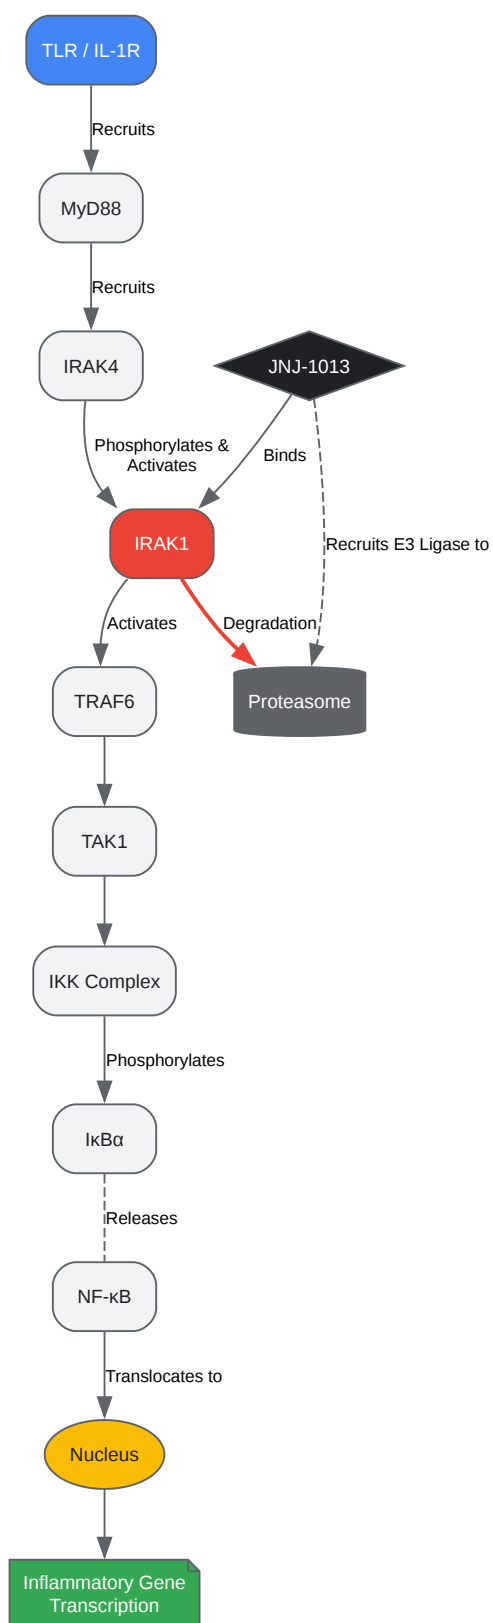 TLR / IL-1R
Recruits
MyD88
Recruits
IRAK4
JNJ-1013
Phosphorylates &
Activates
Binds
IRAK1
Recruits E3 Ligase to
Activates
Degradation
TRAF6
Proteasome
TAK1
IKK Complex
Phosphorylates
IκBα
Releases
NF-κB
Translocates to
Nucleus
Inflammatory Gene
Transcription